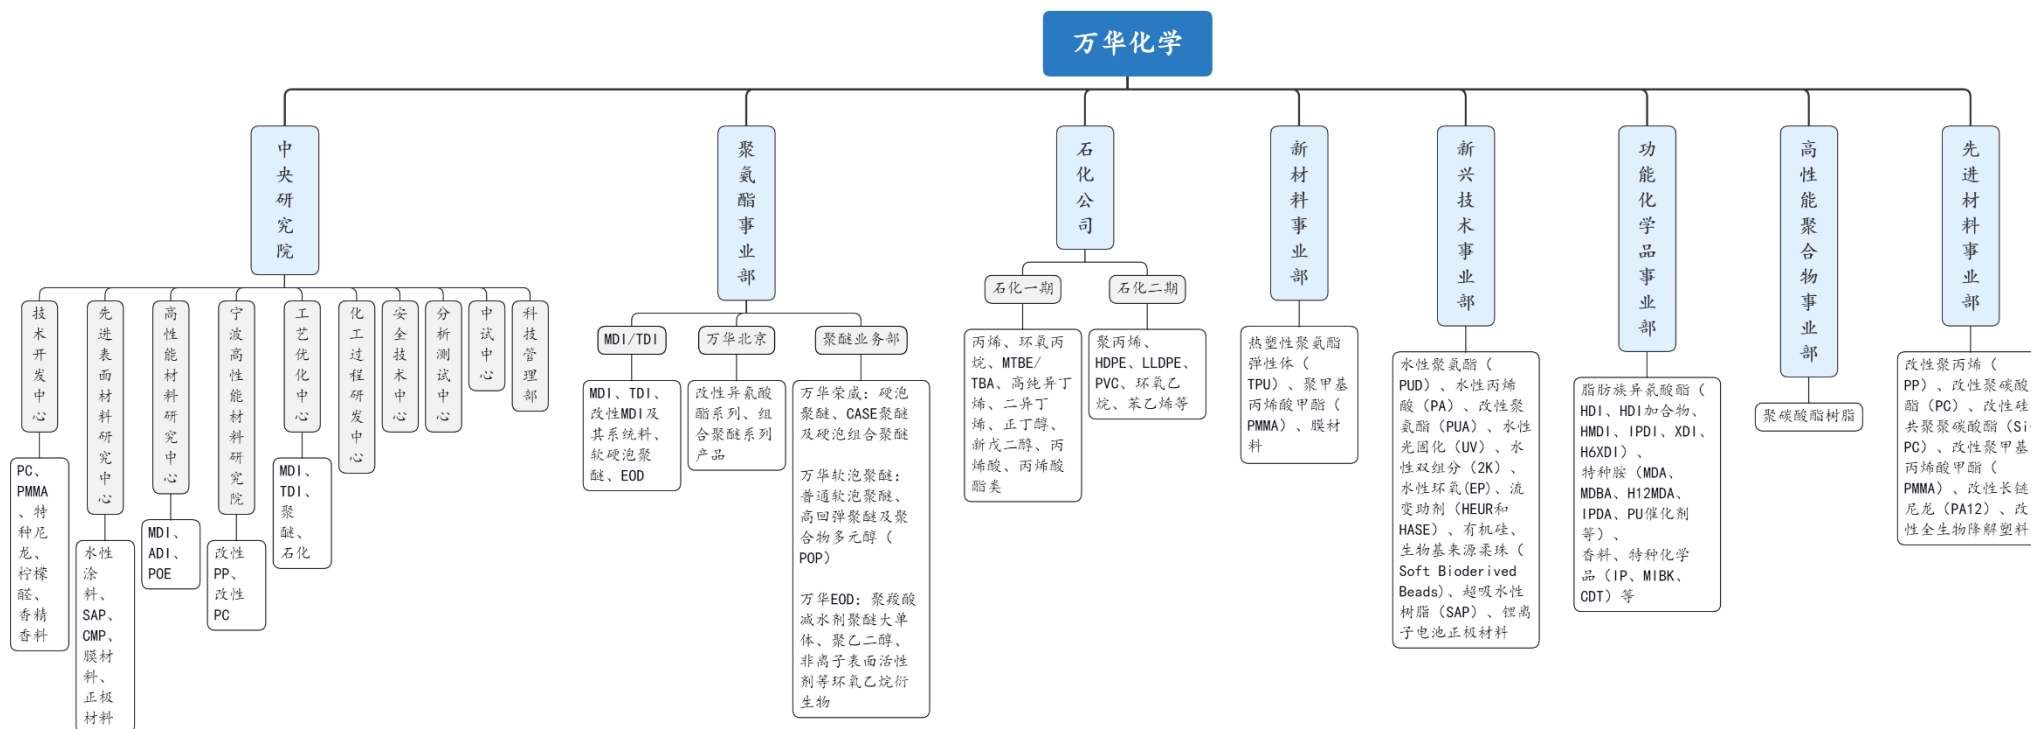 万华化学
中央研究院
聚氨酯事业部
石化公司
新材料事业部
新兴技术事业部
功能化学品事业部
高性能聚合物事业部
先进材料事业部
技术开发中心
先进表面材料研究中心
高性能材料研究中心
宁波高性能材料研究院
工艺优化中心
化工过程研发中心
安全技术中心
分析测试中心
中试中心
科技管理部
PC、
PMMA
、特
种尼
龙、
柠檬
醛、
香精
香料
水性
涂
料、
SAP、
CMP、
膜材
料、
正极
材料
MDI、
ADI、
POE
改性
PP、
改性
PC
MDI、
TDI、
聚
醚、
石化
MDI/TDI
万华北京
聚醚业务部
MDI、TDI、
改性MDI及
其系统料、
软硬泡聚
醚、EOD
改性异氰酸
酯系列、组
合聚醚系列
产品
万华荣威：硬泡
聚醚、CASE聚醚
及硬泡组合聚醚
万华软泡聚醚：
普通软泡聚醚、
高回弹聚醚及聚
合物多元醇（
POP）
万华EOD：聚羧酸
减水剂聚醚大单
体、聚乙二醇、
非离子表面活性
剂等环氧乙烷衍
生物
石化一期
石化二期
丙烯、环氧丙
烷、MTBE/
TBA、高纯异丁
烯、二异丁
烯、正丁醇、
新戊二醇、丙
烯酸、丙烯酸
酯类
聚丙烯、
HDPE、LLDPE、
PVC、环氧乙
烷、苯乙烯等
热塑性聚氨酯
弹性体（
TPU）、聚甲基
丙烯酸甲酯（
PMMA）、膜材
料
水性聚氨酯（
PUD）、水性丙烯
酸（PA）、改性聚
氨酯（PUA）、水性
光固化（UV）、水
性双组分（2K）、
水性环氧(EP)、流
变助剂（HEUR和
HASE）、有机硅、
生物基来源柔珠（
Soft Bioderived
Beads)、超吸水性
树脂（SAP）、锂离
子电池正极材料
脂肪族异氰酸酯（
HDI、HDI加合物、
HMDI、IPDI、XDI、
H6XDI）、
特种胺（MDA、
MDBA、H12MDA、
IPDA、PU催化剂
等）、
香料、特种化学
品（IP、MIBK、
CDT）等
聚碳酸酯树脂
改性聚丙烯（
PP）、改性聚碳酸
酯（PC）、改性硅
共聚聚碳酸酯（Si-
PC）、改性聚甲基
丙烯酸甲酯（
PMMA）、改性长链
尼龙（PA12）、改
性全生物降解塑料